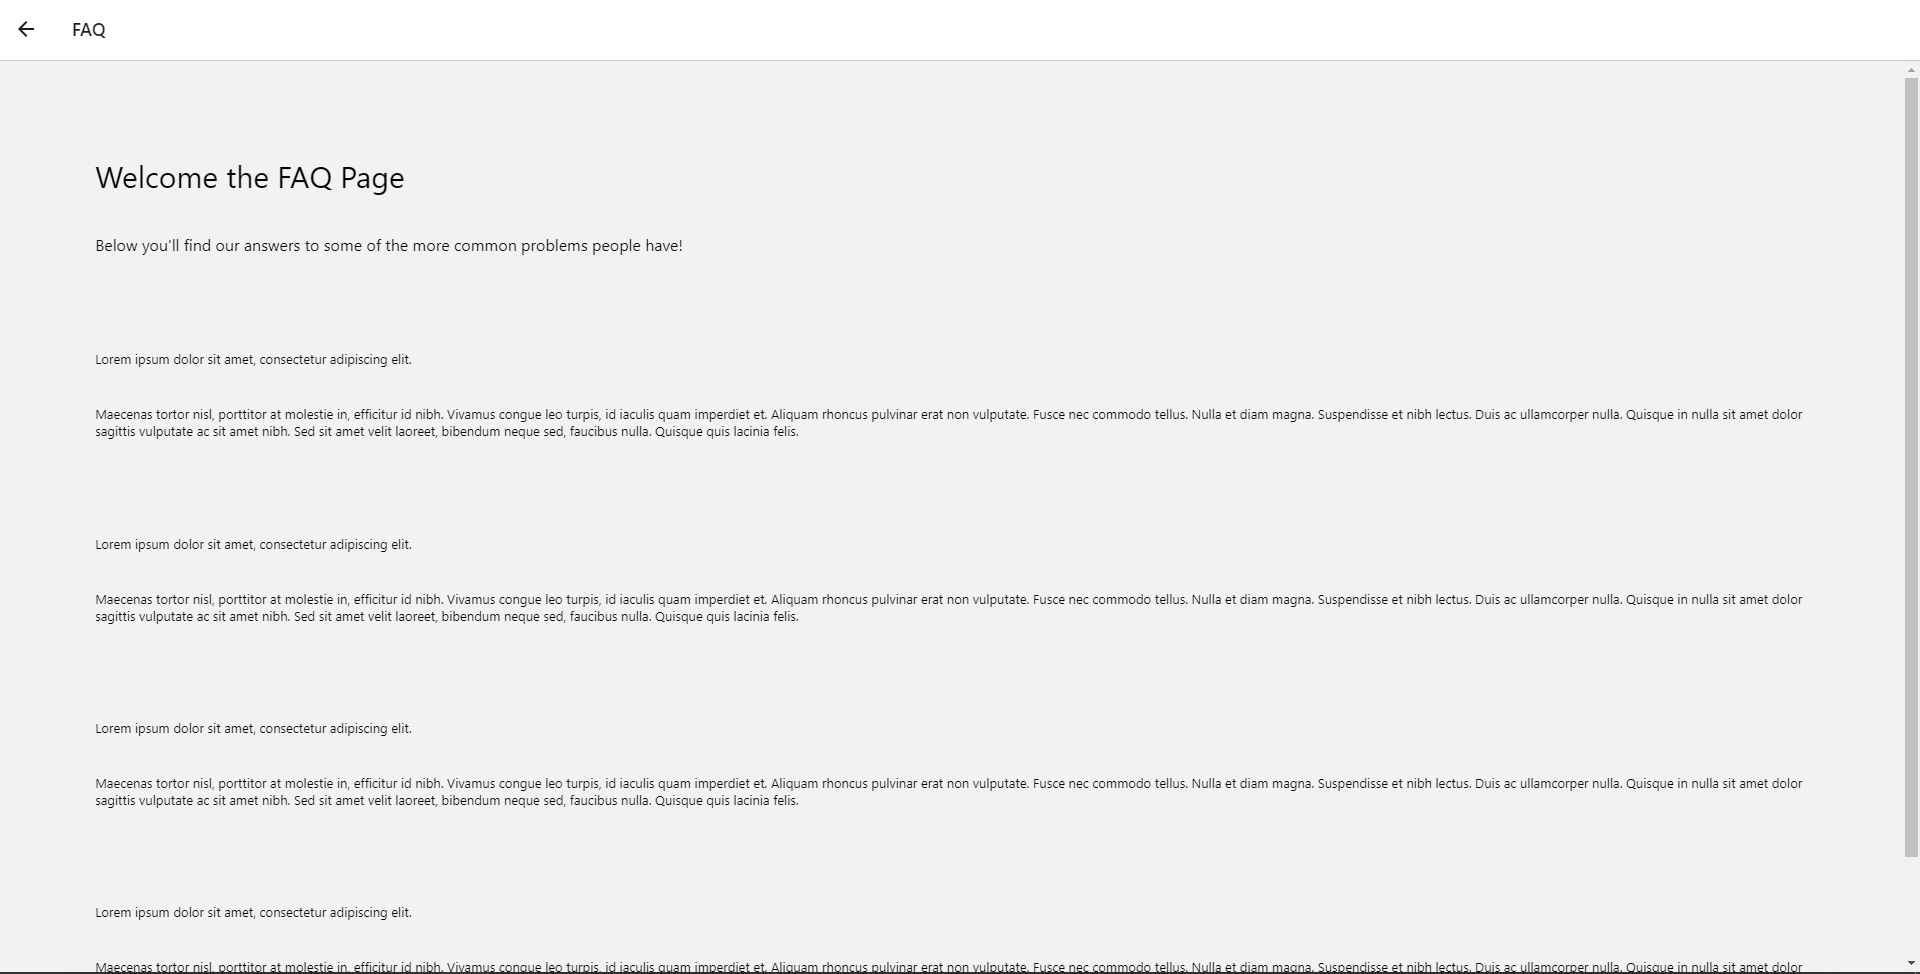 FAQ
Welcome the FAQ Page
Below you'll find our answers to some of the more common problems people have!
Lorem ipsum dolor sit amet, consectetur adipiscing elit.
Maecenas tortor nisl, porttitor at molestie in, efficitur id nibh. Vivamus congue leo turpis, id iaculis quam imperdiet et. Aliquam rhoncus pulvinar erat non vulputate. Fusce nec commodo tellus. Nulla et diam magna. Suspendisse et nibh lectus. Duis ac ullamcorper nulla. Quisque in nulla sit amet dolor
sagittis vulputate ac sit amet nibh. Sed sit amet velit laoreet, bibendum neque sed, faucibus nulla. Quisque quis lacinia felis.
Lorem ipsum dolor sit amet, consectetur adipiscing elit.
Maecenas tortor nisl, porttitor at molestie in, efficitur id nibh. Vivamus congue leo turpis, id iaculis quam imperdiet et. Aliquam rhoncus pulvinar erat non vulputate. Fusce nec commodo tellus. Nulla et diam magna. Suspendisse et nibh lectus. Duis ac ullamcorper nulla. Quisque in nulla sit amet dolor
sagittis vulputate ac sit amet nibh. Sed sit amet velit laoreet, bibendum neque sed, faucibus nulla. Quisque quis lacinia felis.
Lorem ipsum dolor sit amet, consectetur adipiscing elit.
Maecenas tortor nisl, porttitor at molestie in, efficitur id nibh. Vivamus congue leo turpis, id iaculis quam imperdiet et. Aliquam rhoncus pulvinar erat non vulputate. Fusce nec commodo tellus. Nulla et diam magna. Suspendisse et nibh lectus. Duis ac ullamcorper nulla. Quisque in nulla sit amet dolor
sagittis vulputate ac sit amet nibh. Sed sit amet velit laoreet, bibendum neque sed, faucibus nulla. Quisque quis lacinia felis.
Lorem ipsum dolor sit amet, consectetur adipiscing elit.
Maecenas tortor nisl, porttitor at molestie in, efficitur id nibh. Vivamus congue leo turpis, id iaculis quam imperdiet et. Aliquam rhoncus pulvinar erat non vulputate. Fusce nec commodo tellus. Nulla et diam magna. Suspendisse et nibh lectus. Duis ac ullamcorper nulla. Quisque in nulla sit amet dolor